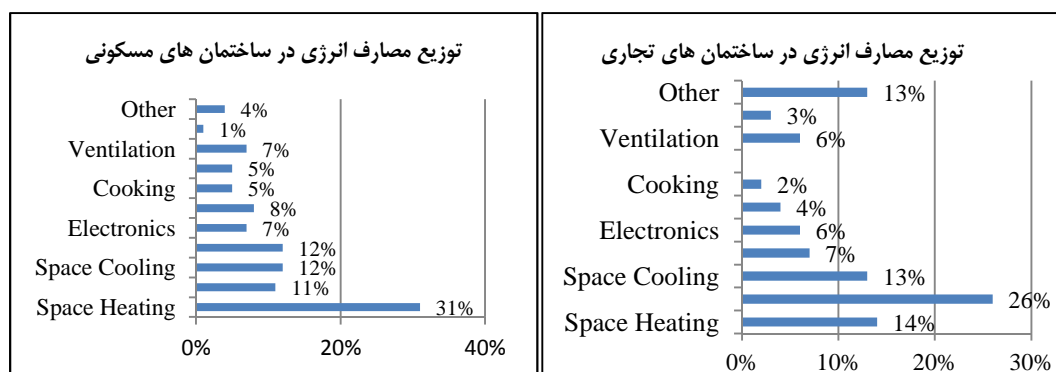 توزیع مصارف انرژی در ساختمان های مسکونی
Other 4%
1%
Ventilation 7%
5%
Cooking 5%
8%
Electronics 7%
12%
Space Cooling 12%
11%
Space Heating 31%
0% 20% 40%
توزیع مصارف انرژی در ساختمان های تجاری
Other 13%
3%
Ventilation 6%
Cooking 2%
4%
Electronics 6%
7%
Space Cooling 13%
26%
Space Heating 14%
0% 10% 20% 30%